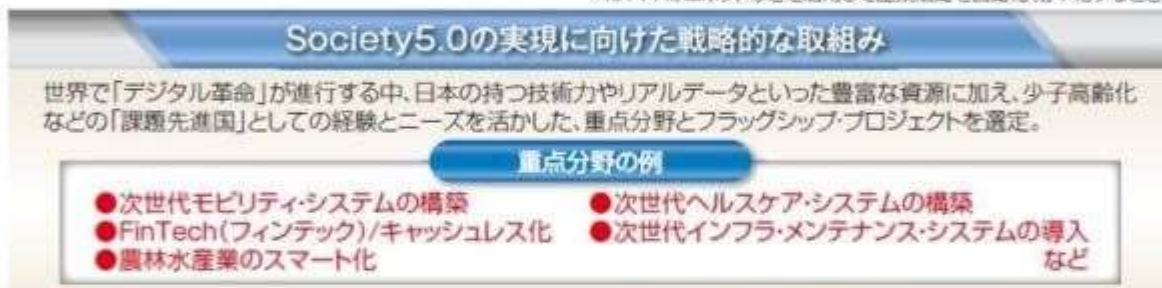 Society5.0の実現に向けた戦略的な取組み
世界で「デジタル革命」が進行する中、日本の持つ技術力やリアルデータといった豊富な資源に加え、少子高齢化
などの「課題先進国」としての経験とニーズを活かした、重点分野とフラッグシップ・プロジェクトを選定。
重点分野の例
●次世代モビリティ・システムの構築
●FinTech(フィンテック)/キャッシュレス化
●農林水産業のスマート化
●次世代ヘルスケア・システムの構築
●次世代インフラ・メンテナンス・システムの導入
など